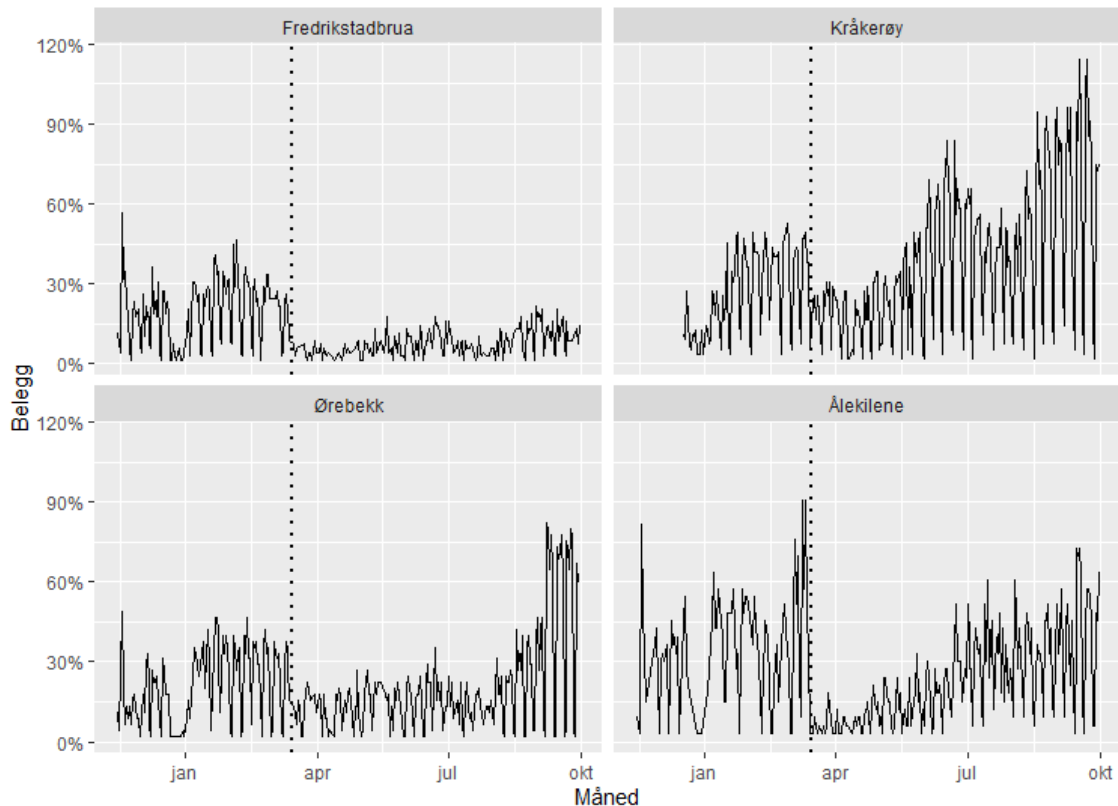 Fredrikstadbrua
Kråkerøy
120%
90%
60%
30%
0%
Ørebekk
Ålekilene
120%
90%
60%
30%
0%
Belegg
jan
apr
jul
okt
jan
apr
jul
okt
Måned